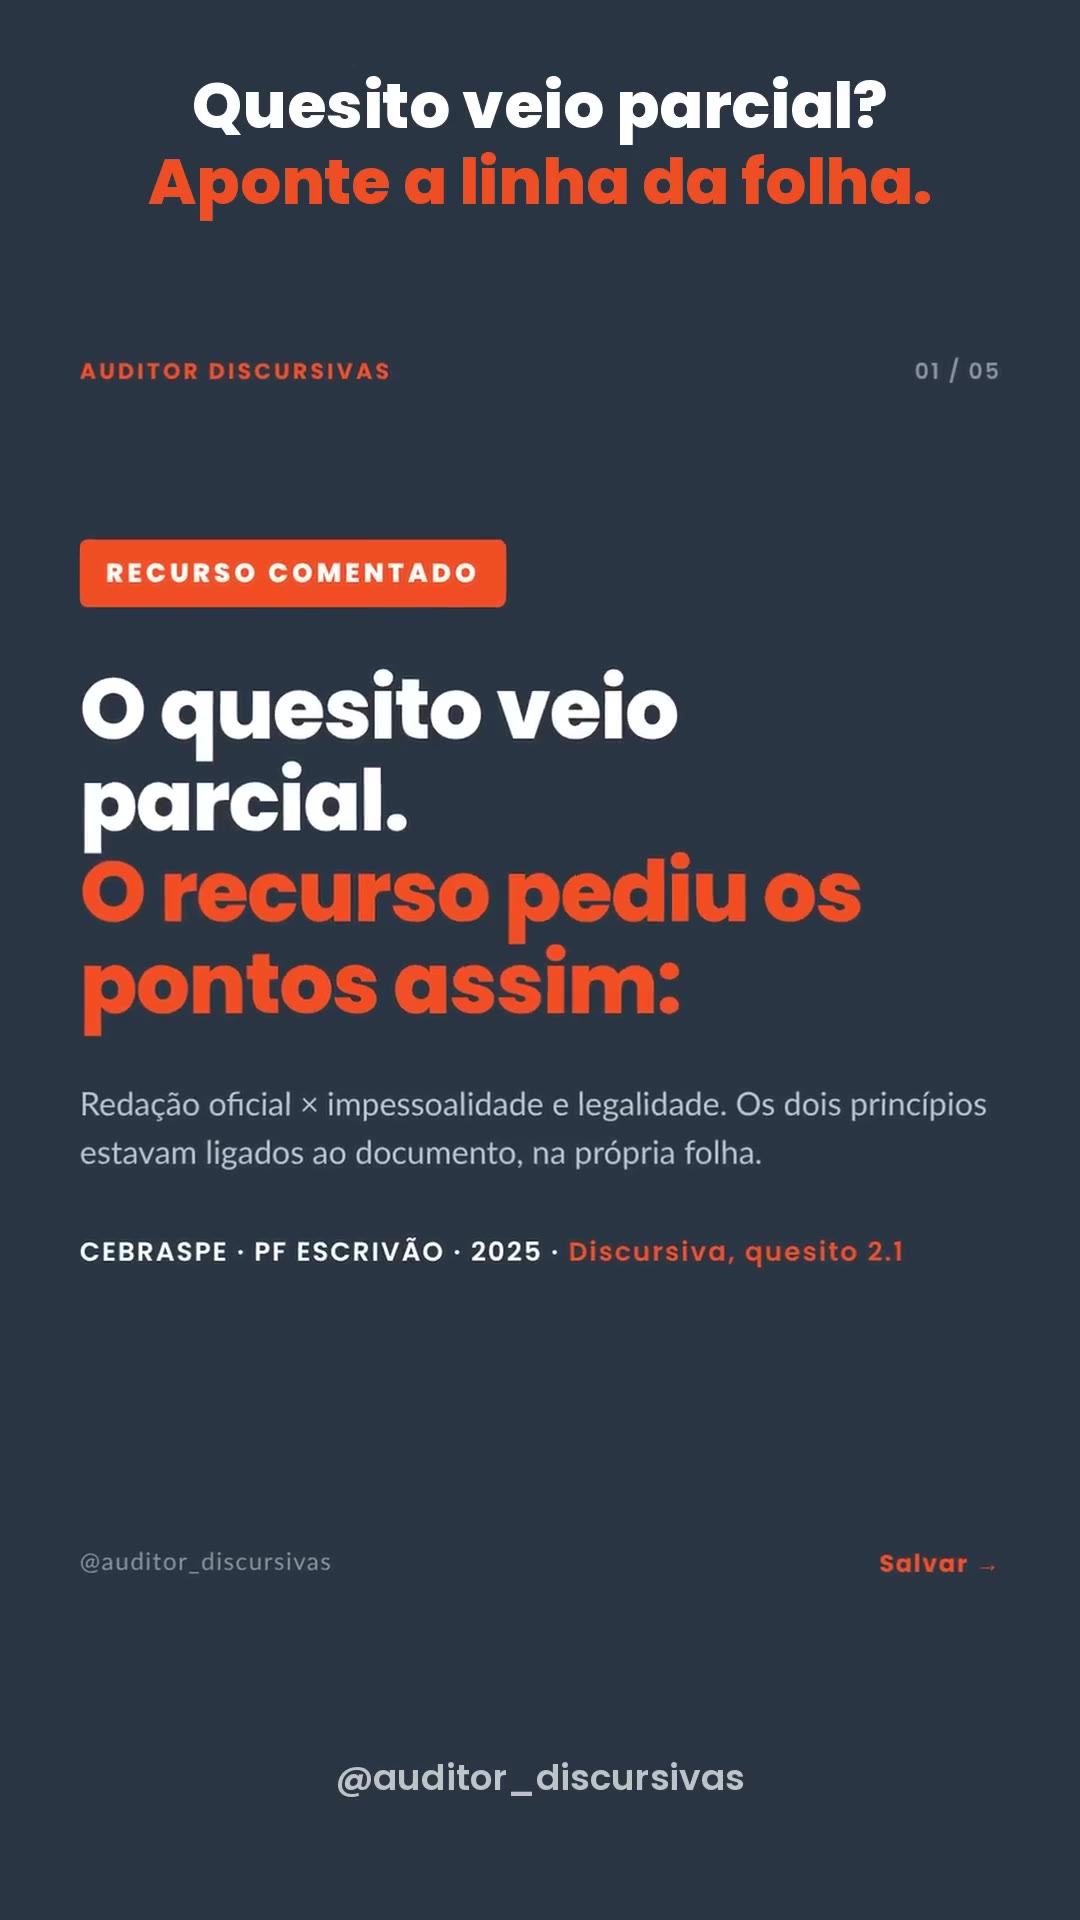 Quesito veio parcial?
Aponte a linha da folha.
AUDITOR DISCURSIVAS
01 / 05
RECURSO COMENTADO
O quesito veio
parcial.
O recurso pediu os
pontos assim:
Redação oficial × impessoalidade e legalidade. Os dois princípios
estavam ligados ao documento, na própria folha.
CEBRASPE · PF ESCRIVÃO · 2025 · Discursiva, quesito 2.1
@auditor_discursivas
Salvar →
@auditor_discursivas